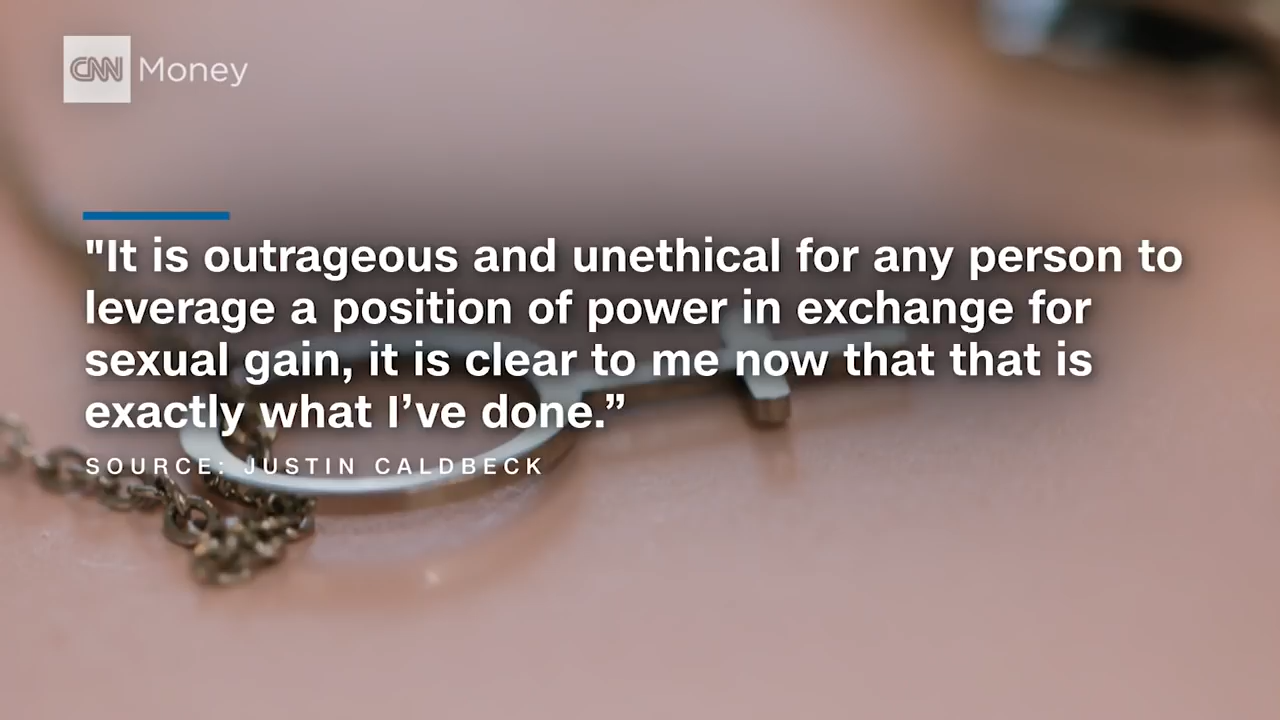 CNN Money
"It is outrageous and unethical for any person to
leverage a position of power in exchange for
sexual gain, it is clear to me now that that is
exactly what I’ve done.”
SOURCE: JUSTIN CALDBECK